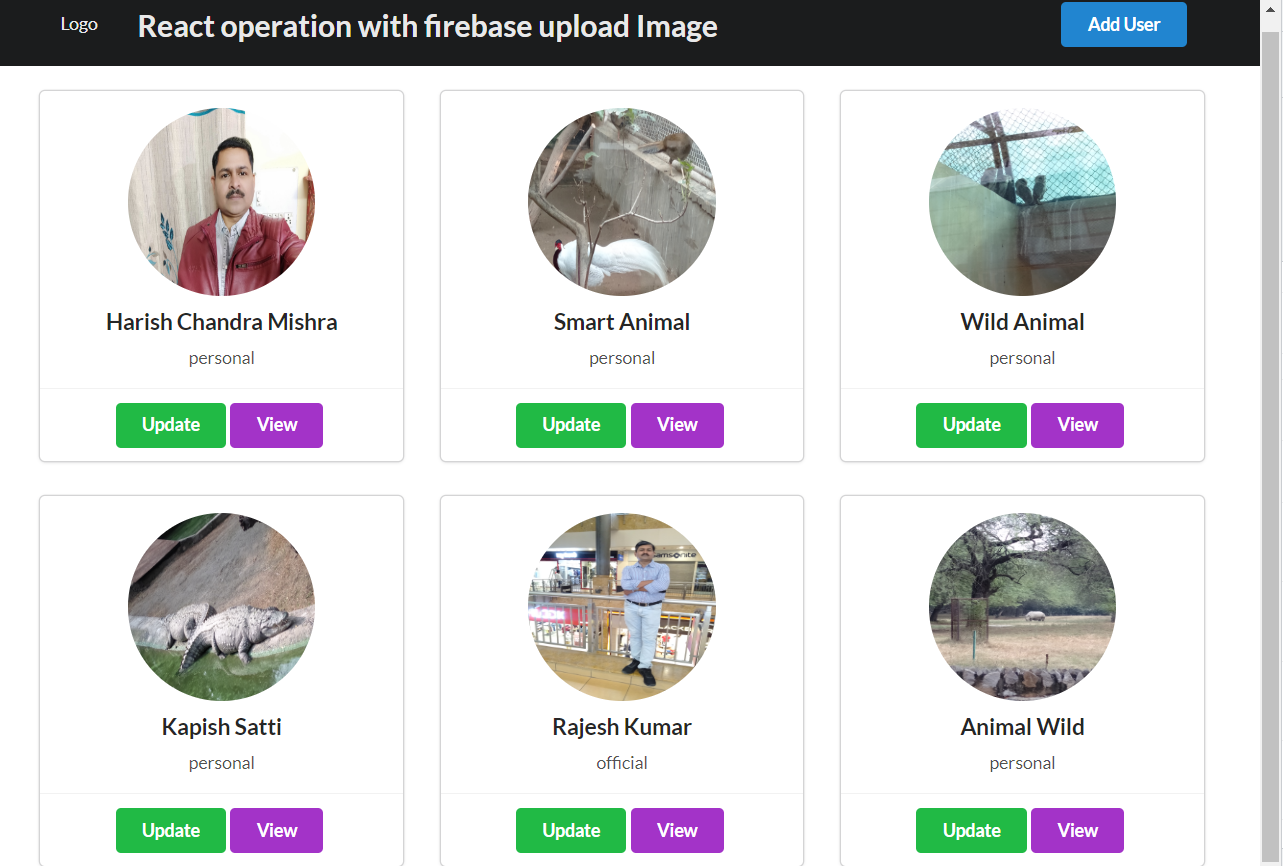 Logo
React operation with firebase upload Image
Add User
Harish Chandra Mishra
personal
Update
View
Smart Animal
personal
Update
View
Wild Animal
personal
Update
View
Kapish Satti
personal
Update
View
Rajesh Kumar
official
Update
View
Animal Wild
personal
Update
View